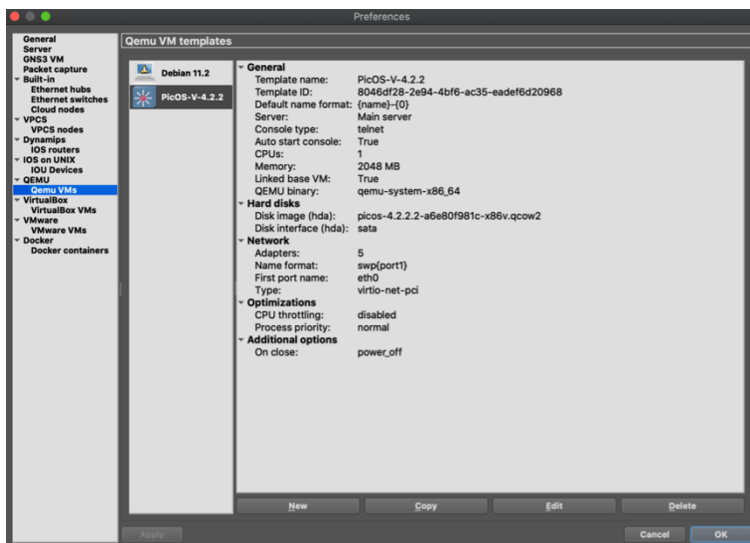 Preferences
General
Server
GNS3 VM
Packet capture
Built-in
Ethernet hubs
Ethernet switches
Cloud nodes
VPCS
VPCS nodes
Dynamips
IOS routers
IOS on UNIX
IOU Devices
QEMU
Qemu VMs
VirtualBox
VirtualBox VMs
VMware
VMware VMs
Docker
Docker containers
Qemu VM templates
Debian 11.2
PicOS-V-4.2.2
General
Template name: PicOS-V-4.2.2
Template ID: 8046df28-2e94-4bf6-ac35-eadef6d20968
Default name format: {name}-{0}
Server: Main server
Console type: telnet
Auto start console: True
CPUs: 1
Memory: 2048 MB
Linked base VM: True
QEMU binary: qemu-system-x86_64
Hard disks
Disk image (hda): picos-4.2.2.2-a6e80f981c-x86v.qcow2
Disk interface (hda): sata
Network
Adapters: 5
Name format: swp{port1}
First port name: eth0
Type: virtio-net-pci
Optimizations
CPU throttling: disabled
Process priority: normal
Additional options
On close: power_off
New Copy Edit Delete
Apply Cancel OK